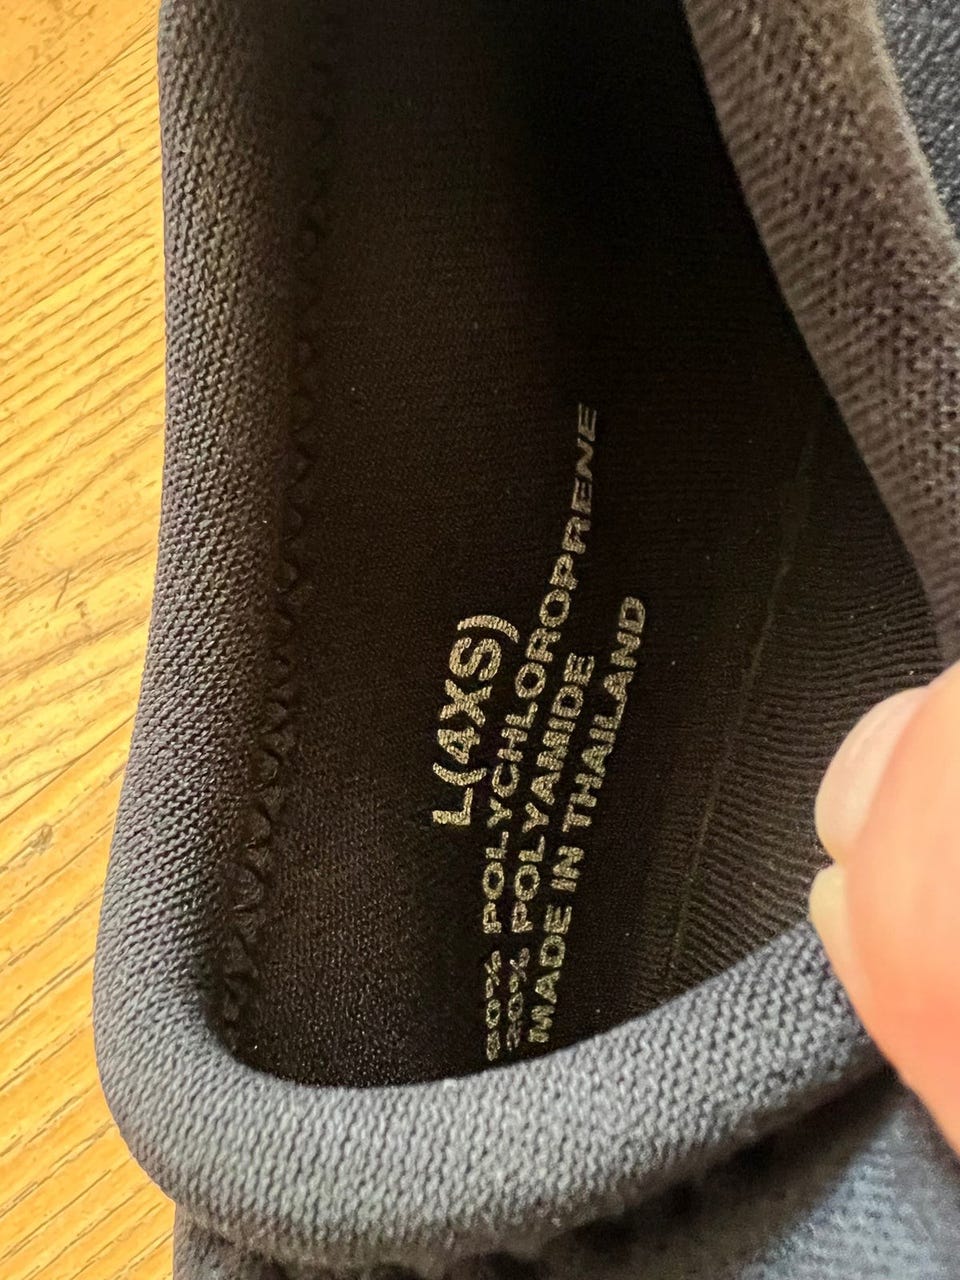 L(4XS)
80% POLYCHLOROPRENE
20% POLYAMIDE
MADE IN THAILAND